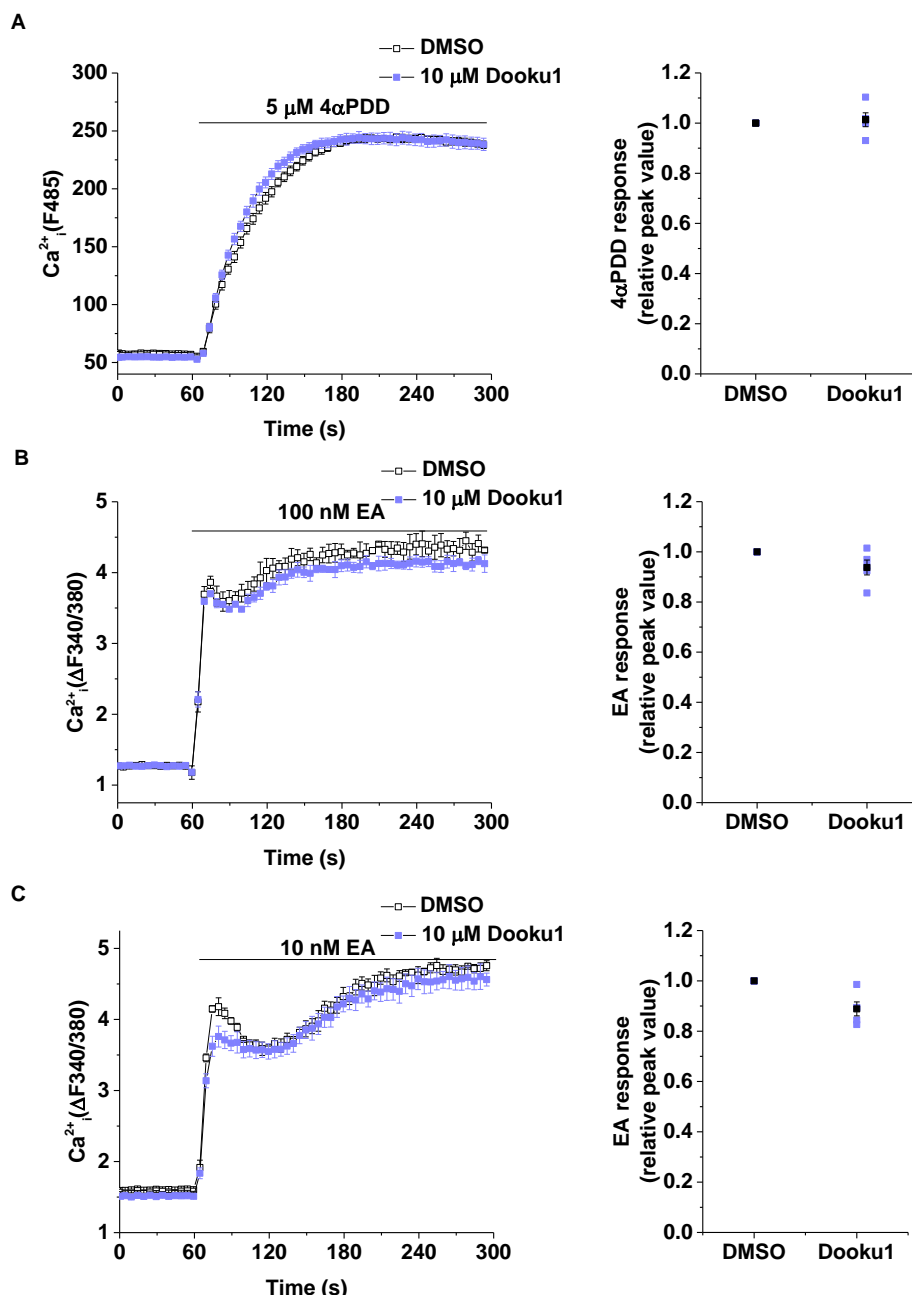 A
DMSO
10 μM Dooku1
5 μM 4αPDD
300
250
200
150
100
50
Ca²⁺ᵢ(F485)
0 60 120 180 240 300
Time (s)
1.2
1.0
0.8
0.6
0.4
0.2
0.0
4αPDD response
(relative peak value)
DMSO Dooku1
B
DMSO
10 μM Dooku1
100 nM EA
5
4
3
2
1
Ca²⁺ᵢ(ΔF340/380)
0 60 120 180 240 300
Time (s)
1.2
1.0
0.8
0.6
0.4
0.2
0.0
EA response
(relative peak value)
DMSO Dooku1
C
DMSO
10 μM Dooku1
10 nM EA
5
4
3
2
1
Ca²⁺ᵢ(ΔF340/380)
0 60 120 180 240 300
Time (s)
1.2
1.0
0.8
0.6
0.4
0.2
0.0
EA response
(relative peak value)
DMSO Dooku1